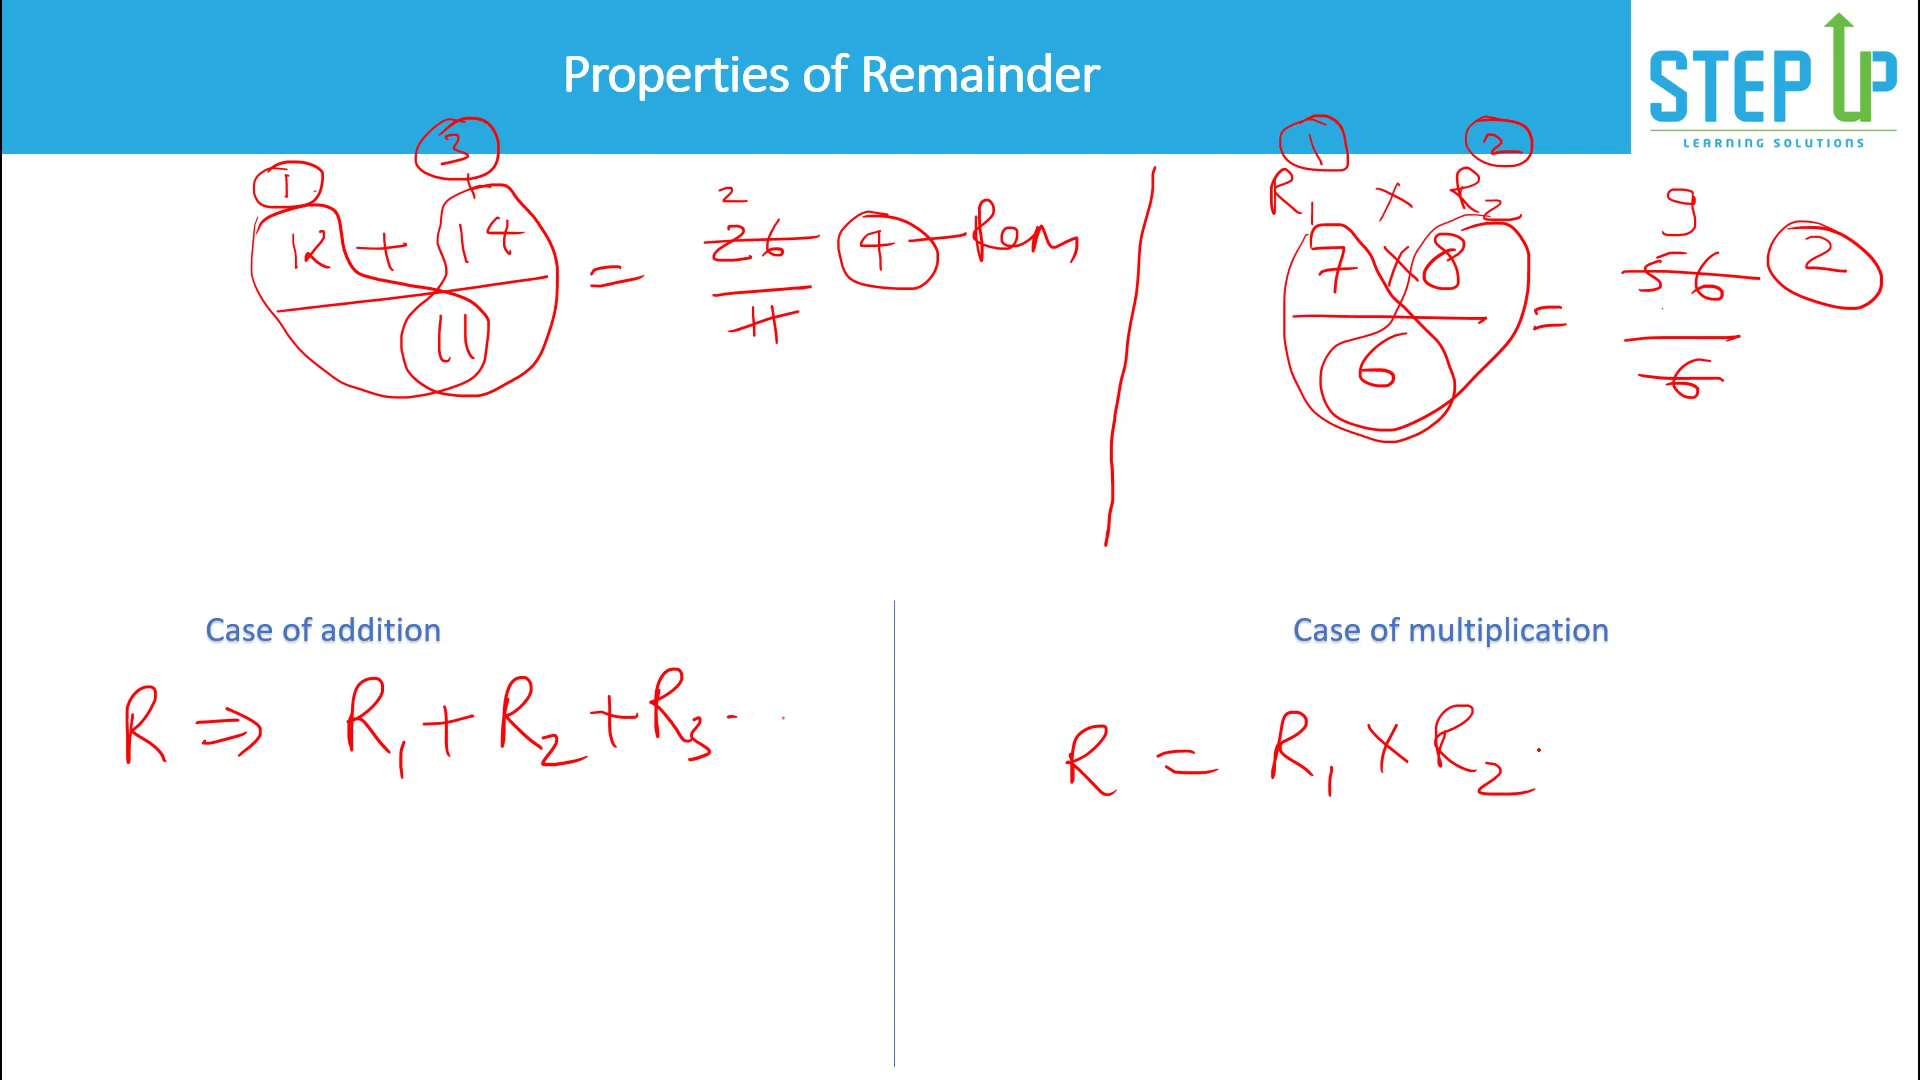 Properties of Remainder
STEP UP
LEARNING SOLUTIONS
1 3
12 + 14
11
=
2
26
11
4 - Rem
1 2
R1 × R2
7 × 8
6
=
9
56
6
2
Case of addition
R ⇒ R1 + R2 + R3 - ..
Case of multiplication
R = R1 × R2 .